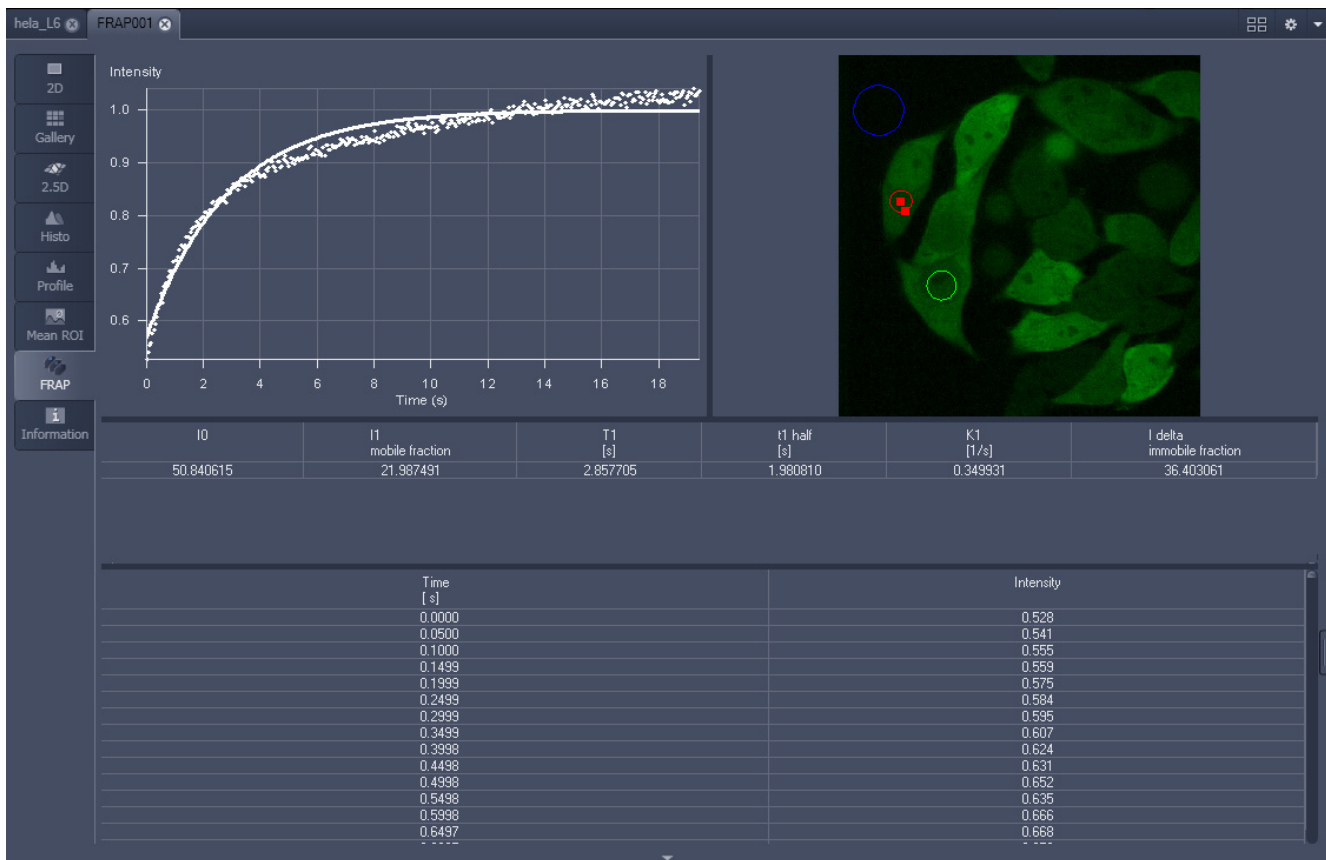 hela_L6
FRAP001
2D
Gallery
2.5D
Histo
Profile
Mean ROI
FRAP
Information
Intensity
1.0
0.9
0.8
0.7
0.6
0 2 4 6 8 10 12 14 16 18
Time (s)
I0 I1 T1 t1 half K1 I delta
mobile fraction [s] [s] [1/s] immobile fraction
50.840615 21.987491 2.857705 1.980810 0.349931 36.403061
Time Intensity
[ s]
0.0000 0.528
0.0500 0.541
0.1000 0.555
0.1499 0.559
0.1999 0.575
0.2499 0.584
0.2999 0.595
0.3499 0.607
0.3998 0.624
0.4498 0.631
0.4998 0.652
0.5498 0.635
0.5998 0.666
0.6497 0.668